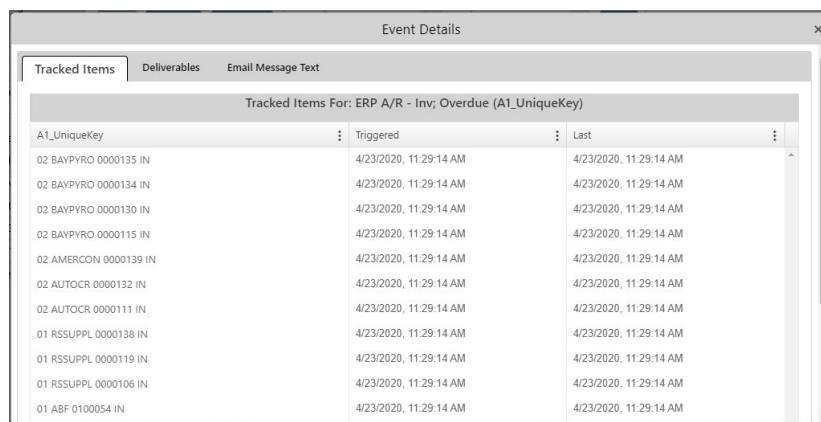 Event Details
Tracked Items Deliverables Email Message Text
Tracked Items For: ERP A/R - Inv; Overdue (A1_UniqueKey)
A1_UniqueKey Triggered Last
02 BAYPYRO 0000135 IN 4/23/2020, 11:29:14 AM 4/23/2020, 11:29:14 AM
02 BAYPYRO 0000134 IN 4/23/2020, 11:29:14 AM 4/23/2020, 11:29:14 AM
02 BAYPYRO 0000130 IN 4/23/2020, 11:29:14 AM 4/23/2020, 11:29:14 AM
02 BAYPYRO 0000115 IN 4/23/2020, 11:29:14 AM 4/23/2020, 11:29:14 AM
02 AMERCON 0000139 IN 4/23/2020, 11:29:14 AM 4/23/2020, 11:29:14 AM
02 AUTOCR 0000132 IN 4/23/2020, 11:29:14 AM 4/23/2020, 11:29:14 AM
02 AUTOCR 0000111 IN 4/23/2020, 11:29:14 AM 4/23/2020, 11:29:14 AM
01 RSSUPPL 0000138 IN 4/23/2020, 11:29:14 AM 4/23/2020, 11:29:14 AM
01 RSSUPPL 0000119 IN 4/23/2020, 11:29:14 AM 4/23/2020, 11:29:14 AM
01 RSSUPPL 0000106 IN 4/23/2020, 11:29:14 AM 4/23/2020, 11:29:14 AM
01 ABF 0100054 IN 4/23/2020, 11:29:14 AM 4/23/2020, 11:29:14 AM